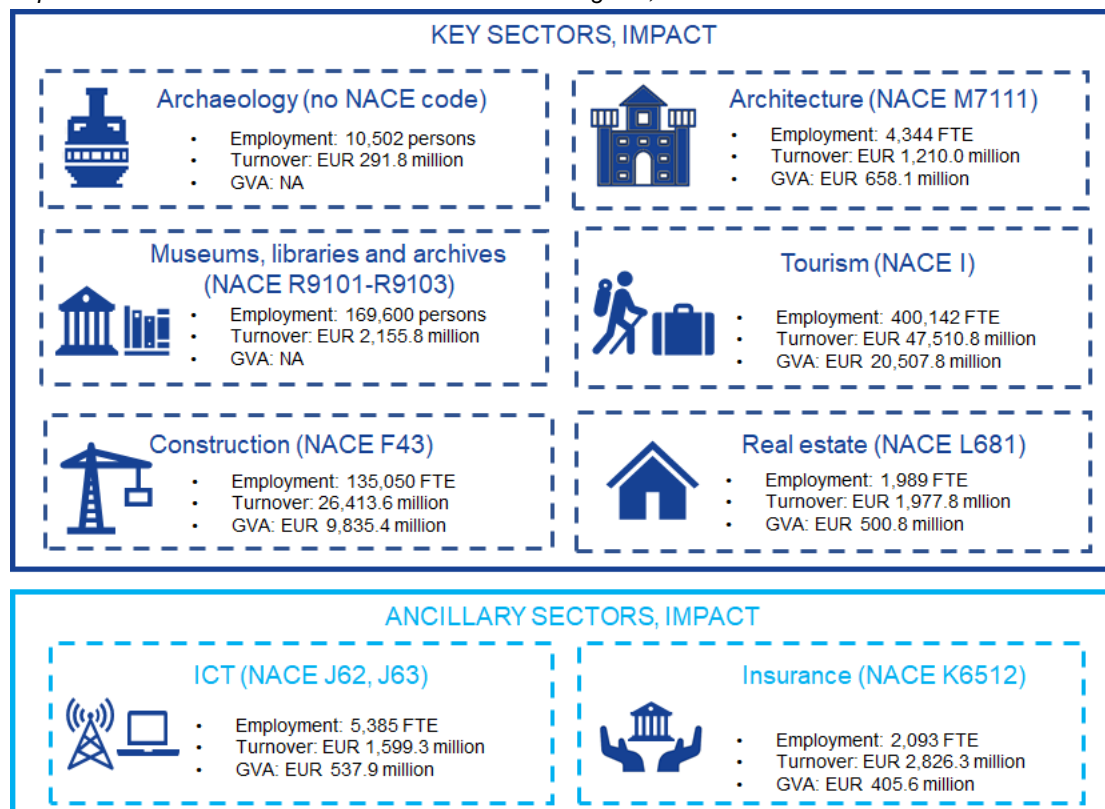 KEY SECTORS, IMPACT
Archaeology (no NACE code)
• Employment: 10,502 persons
• Turnover: EUR 291.8 million
• GVA: NA
Architecture (NACE M7111)
• Employment: 4,344 FTE
• Turnover: EUR 1,210.0 million
• GVA: EUR 658.1 million
Museums, libraries and archives
(NACE R9101-R9103)
• Employment: 169,600 persons
• Turnover: EUR 2,155.8 million
• GVA: NA
Tourism (NACE I)
• Employment: 400,142 FTE
• Turnover: EUR 47,510.8 million
• GVA: EUR 20,507.8 million
Construction (NACE F43)
• Employment: 135,050 FTE
• Turnover: 26,413.6 million
• GVA: EUR 9,835.4 million
Real estate (NACE L681)
• Employment: 1,989 FTE
• Turnover: EUR 1,977.8 mllion
• GVA: EUR 500.8 million
ANCILLARY SECTORS, IMPACT
ICT (NACE J62, J63)
• Employment: 5,385 FTE
• Turnover: EUR 1,599.3 million
• GVA: EUR 537.9 million
Insurance (NACE K6512)
• Employment: 2,093 FTE
• Turnover: EUR 2,826.3 million
• GVA: EUR 405.6 million